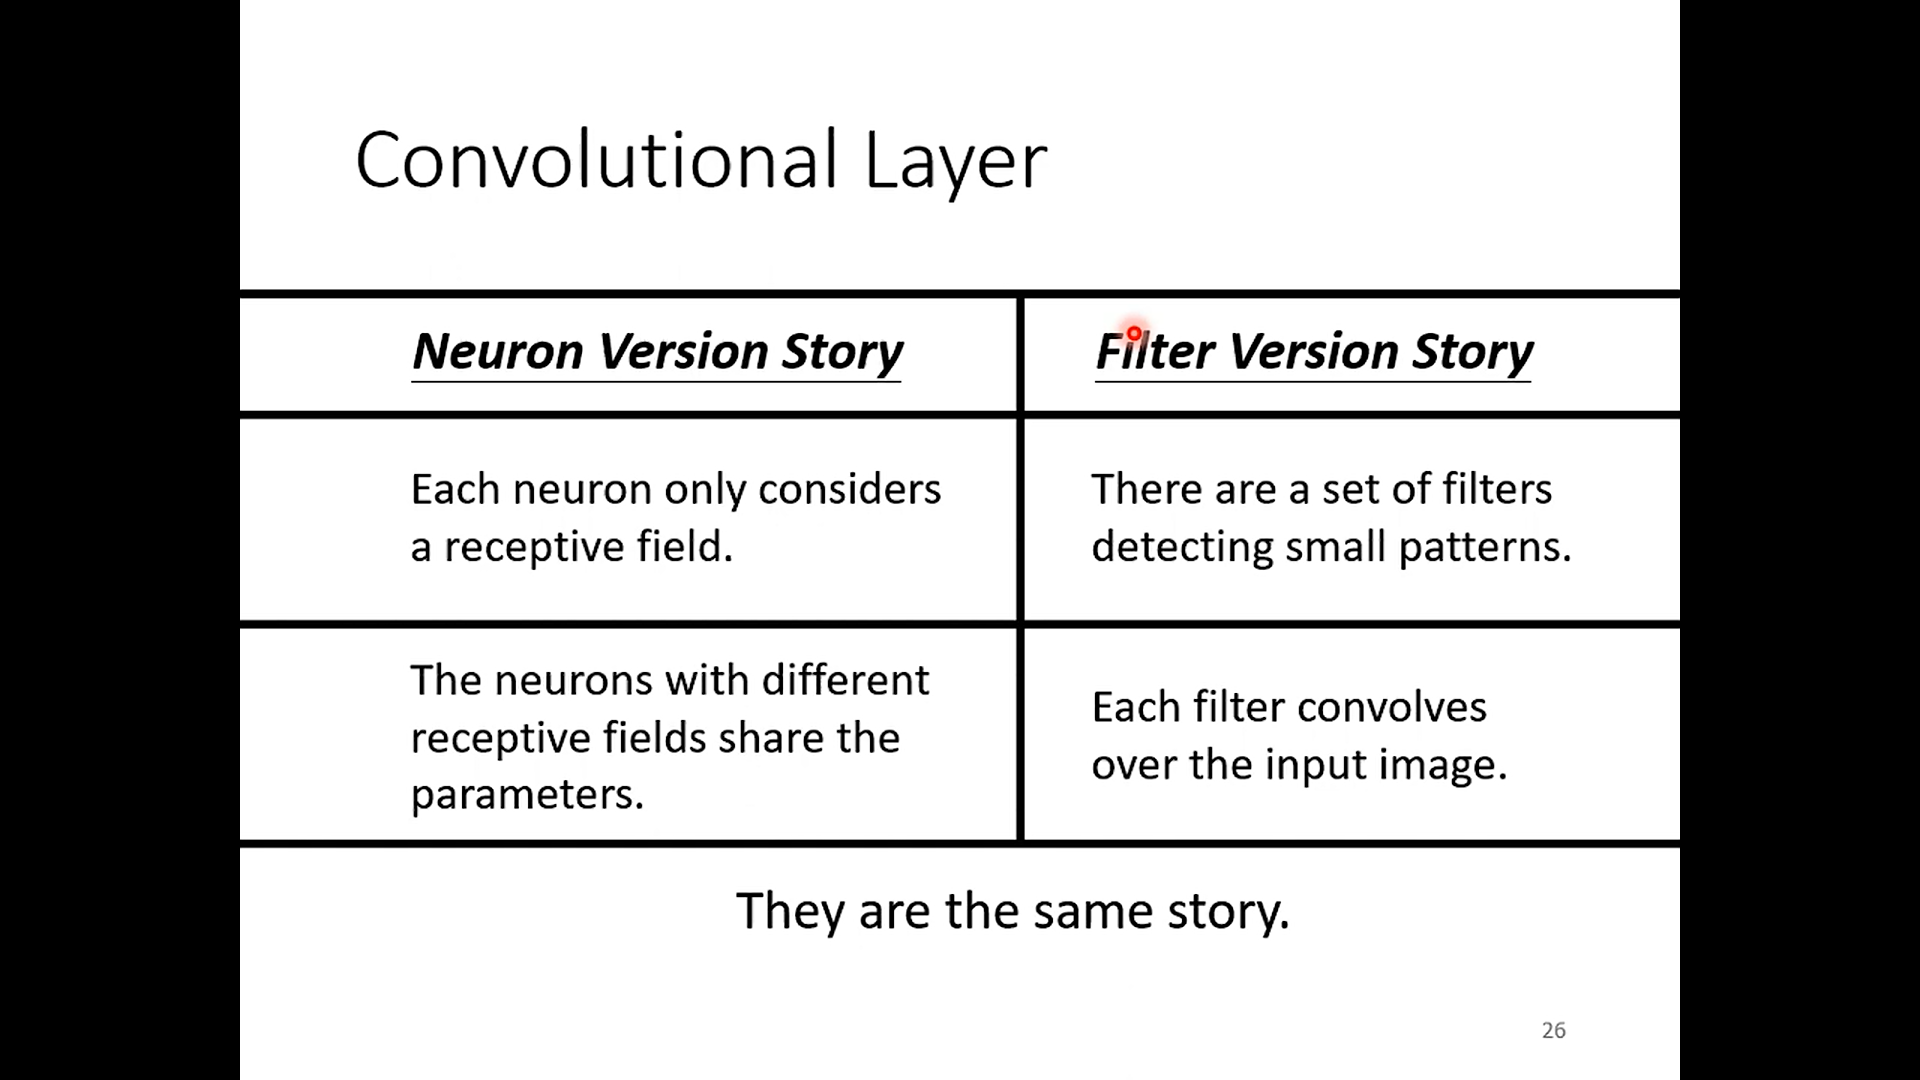 Convolutional Layer
Neuron Version Story
Filter Version Story
Each neuron only considers
a receptive field.
There are a set of filters
detecting small patterns.
The neurons with different
receptive fields share the
parameters.
Each filter convolves
over the input image.
They are the same story.
26